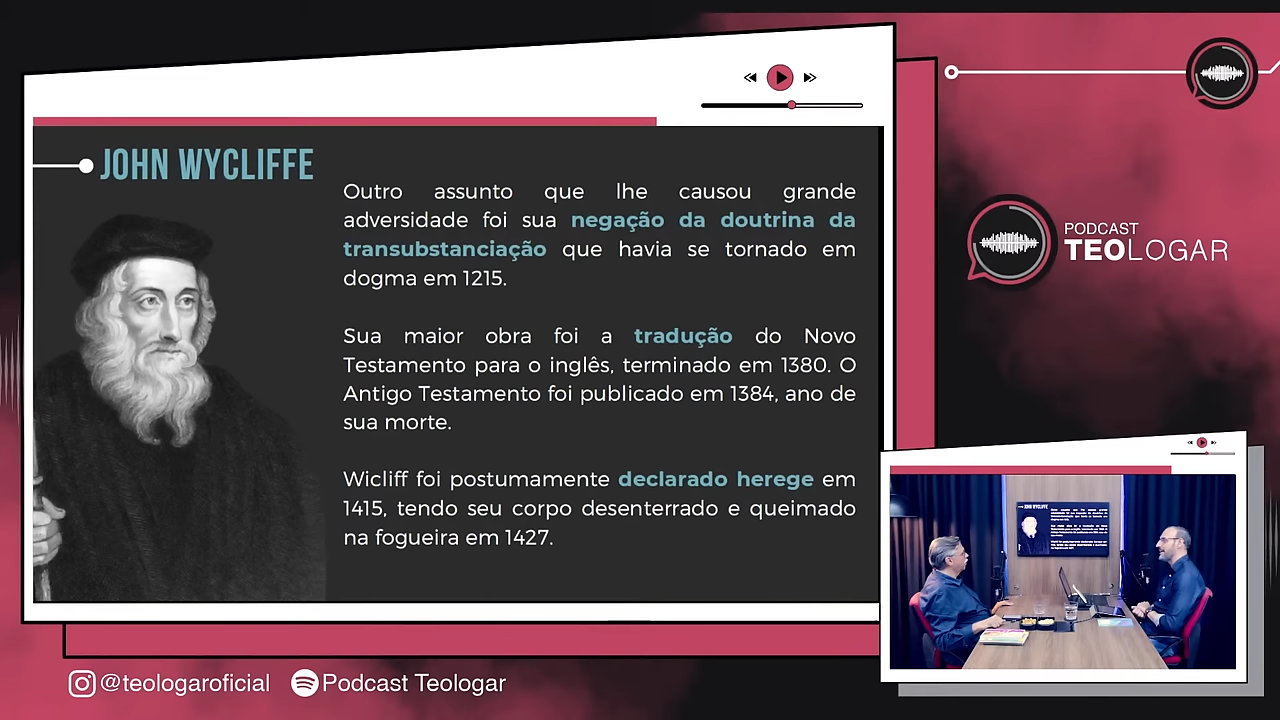 JOHN WYCLIFFE
Outro assunto que lhe causou grande
adversidade foi sua negação da doutrina da
transubstanciação que havia se tornado em
dogma em 1215.
Sua maior obra foi a tradução do Novo
Testamento para o inglês, terminado em 1380. O
Antigo Testamento foi publicado em 1384, ano de
sua morte.
Wicliff foi postumamente declarado herege em
1415, tendo seu corpo desenterrado e queimado
na fogueira em 1427.
PODCAST
TEOLOGAR
JOHN WYCLIFFE
@teologaroficial
Podcast Teologar